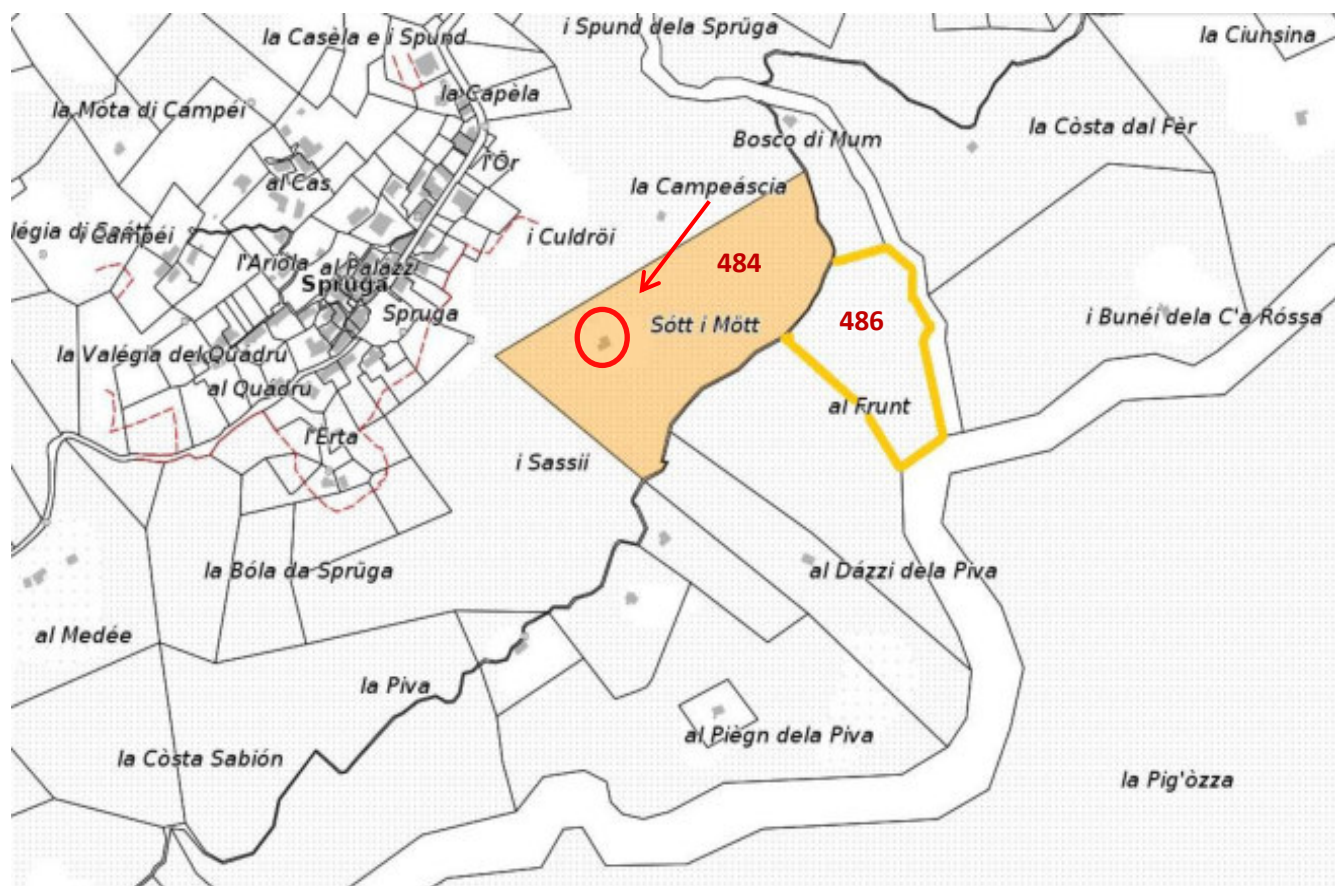 la Casèla e i Spund
i Spund dela Sprüga
la Ciunsina
la Móta di Campéi
la Capèla
la Còsta dal Fèr
Bosco di Mum
l'Ör
al Cas
la Campeáscia
i Campéi
i Culdröi
l'Ariola
al Palazz
484
Spruga
Spruga
Sótt i Mött
486
i Bunéi dela C'a Róssa
la Valégia del Quadru
al Quadru
al Frunt
l'Erta
i Sassii
la Bóla da Sprüga
al Dázzi dela Piva
al Medée
la Piva
al Piègn dela Piva
la Còsta Sabión
la Pig'òzza